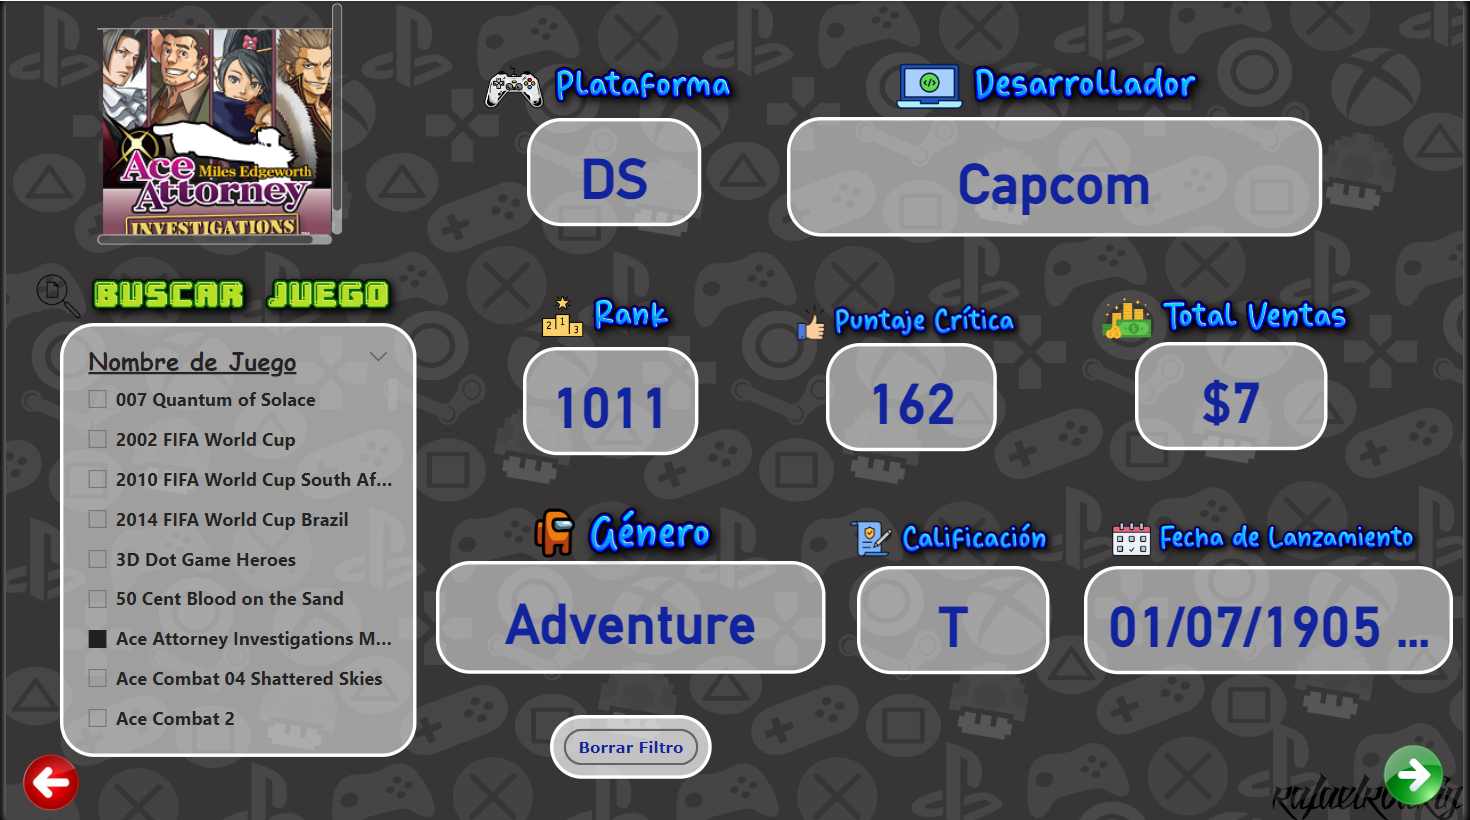 Ace
Miles Edgeworth
Attorney
INVESTIGATIONS
Plataforma
DS
Desarrollador
Capcom
BUSCAR JUEGO
Nombre de Juego
007 Quantum of Solace
2002 FIFA World Cup
2010 FIFA World Cup South Af...
2014 FIFA World Cup Brazil
3D Dot Game Heroes
50 Cent Blood on the Sand
Ace Attorney Investigations M...
Ace Combat 04 Shattered Skies
Ace Combat 2
Rank
1011
Puntaje Crítica
162
Total Ventas
$7
Género
Adventure
Calificación
T
Fecha de Lanzamiento
01/07/1905 ...
Borrar Filtro